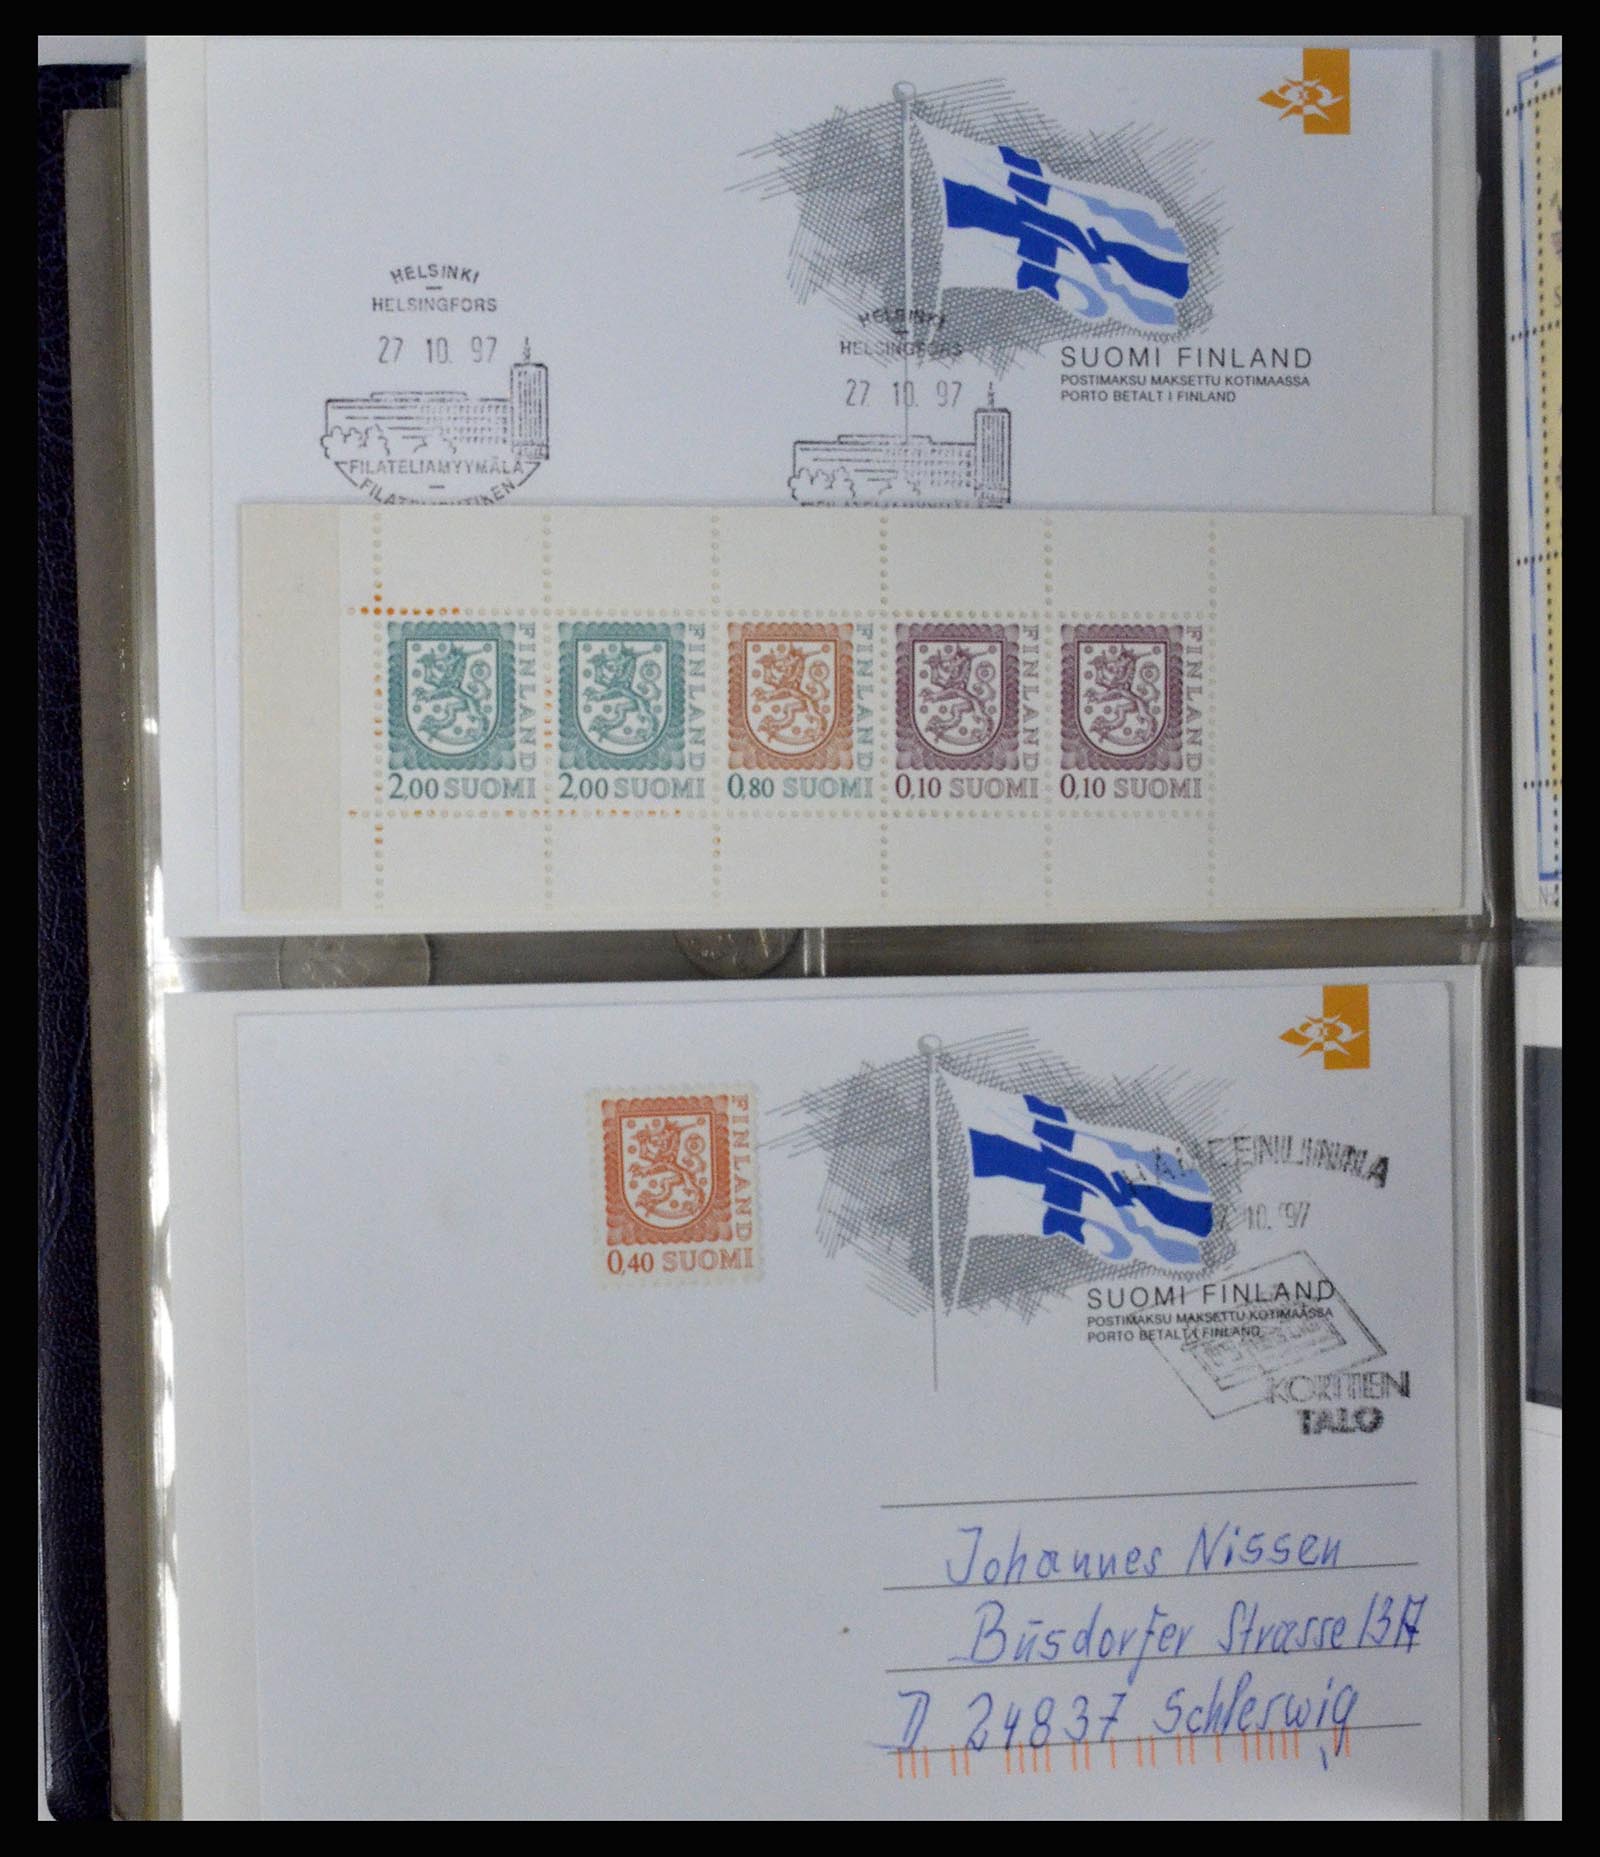 HELSINKI
HELSINGFORS
27 10. 97
FILATELIAMYYMÄLÄ
HELSINKI
HELSINGFORS
27 10. 97
SUOMI FINLAND
POSTIMAKSU MAKSETTU KOTIMAASSA
PORTO BETALT I FINLAND
FINLAND
2,00 SUOMI
FINLAND
2,00 SUOMI
FINLAND
0,80 SUOMI
FINLAND
0,10 SUOMI
FINLAND
0,10 SUOMI
FINLAND
0,40 SUOMI
10. 97
SUOMI FINLAND
POSTIMAKSU MAKSETTU KOTIMAASSA
PORTO BETALT I FINLAND
KORTTIEN
TALO
Johannes Nissen
Büsdorfer Strasse 13A
D 24837 Schleswig